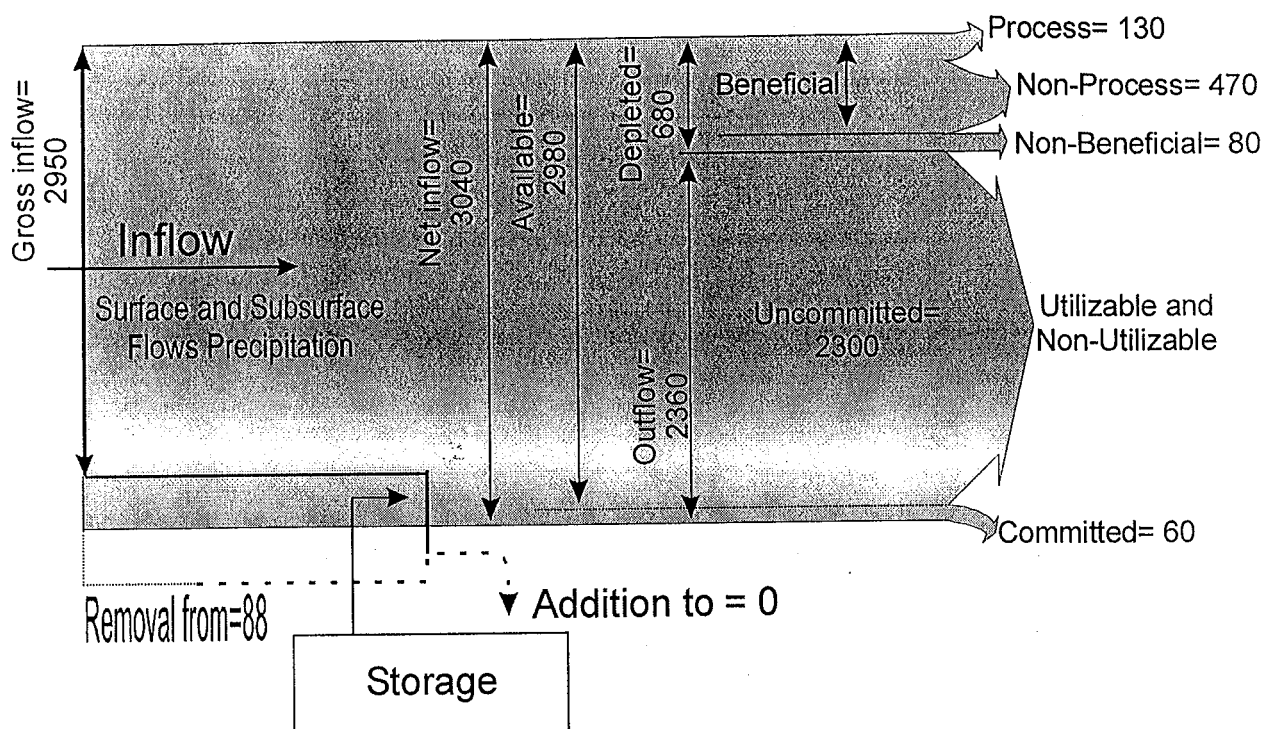 Process= 130
Non-Process= 470
Non-Beneficial= 80
Beneficial
Gross inflow=
2950
Net inflow=
3040
Available=
2980
Depleted=
680
Inflow
Surface and Subsurface
Flows Precipitation
Uncommitted=
2300
Outflow=
2360
Utilizable and
Non-Utilizable
Committed= 60
Removal from=88
Addition to = 0
Storage